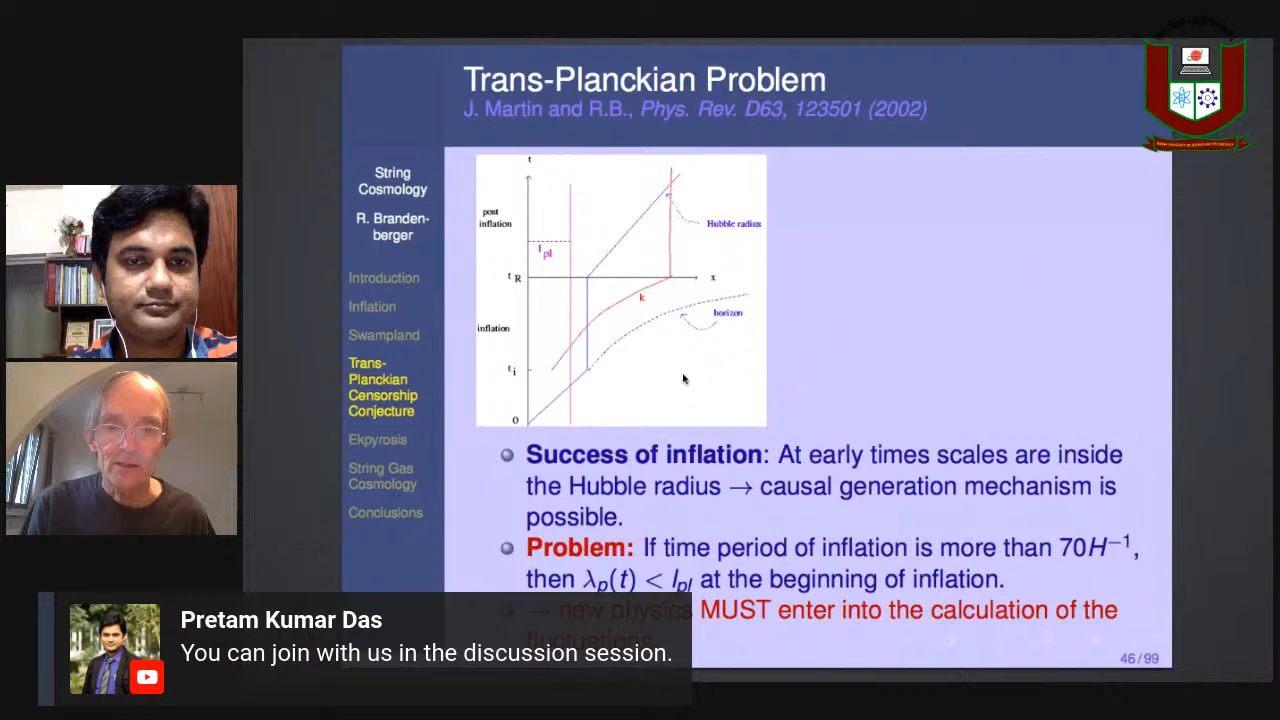 Trans-Planckian Problem
J. Martin and R.B., Phys. Rev. D63, 123501 (2002)
String
Cosmology
R. Branden-
berger
Introduction
Inflation
Swampland
Trans-
Planckian
Censorship
Conjecture
Ekpyrosis
String Gas
Cosmology
Conclusions
t
post
inflation
Hubble radius
l pl
t R
x
k
inflation
horizon
t i
0
Success of inflation: At early times scales are inside
the Hubble radius → causal generation mechanism is
possible.
Problem: If time period of inflation is more than 70H⁻¹,
then λp(t) < lpl at the beginning of inflation.
→ new physics MUST enter into the calculation of the
fluctuations.
46/99
Pretam Kumar Das
You can join with us in the discussion session.